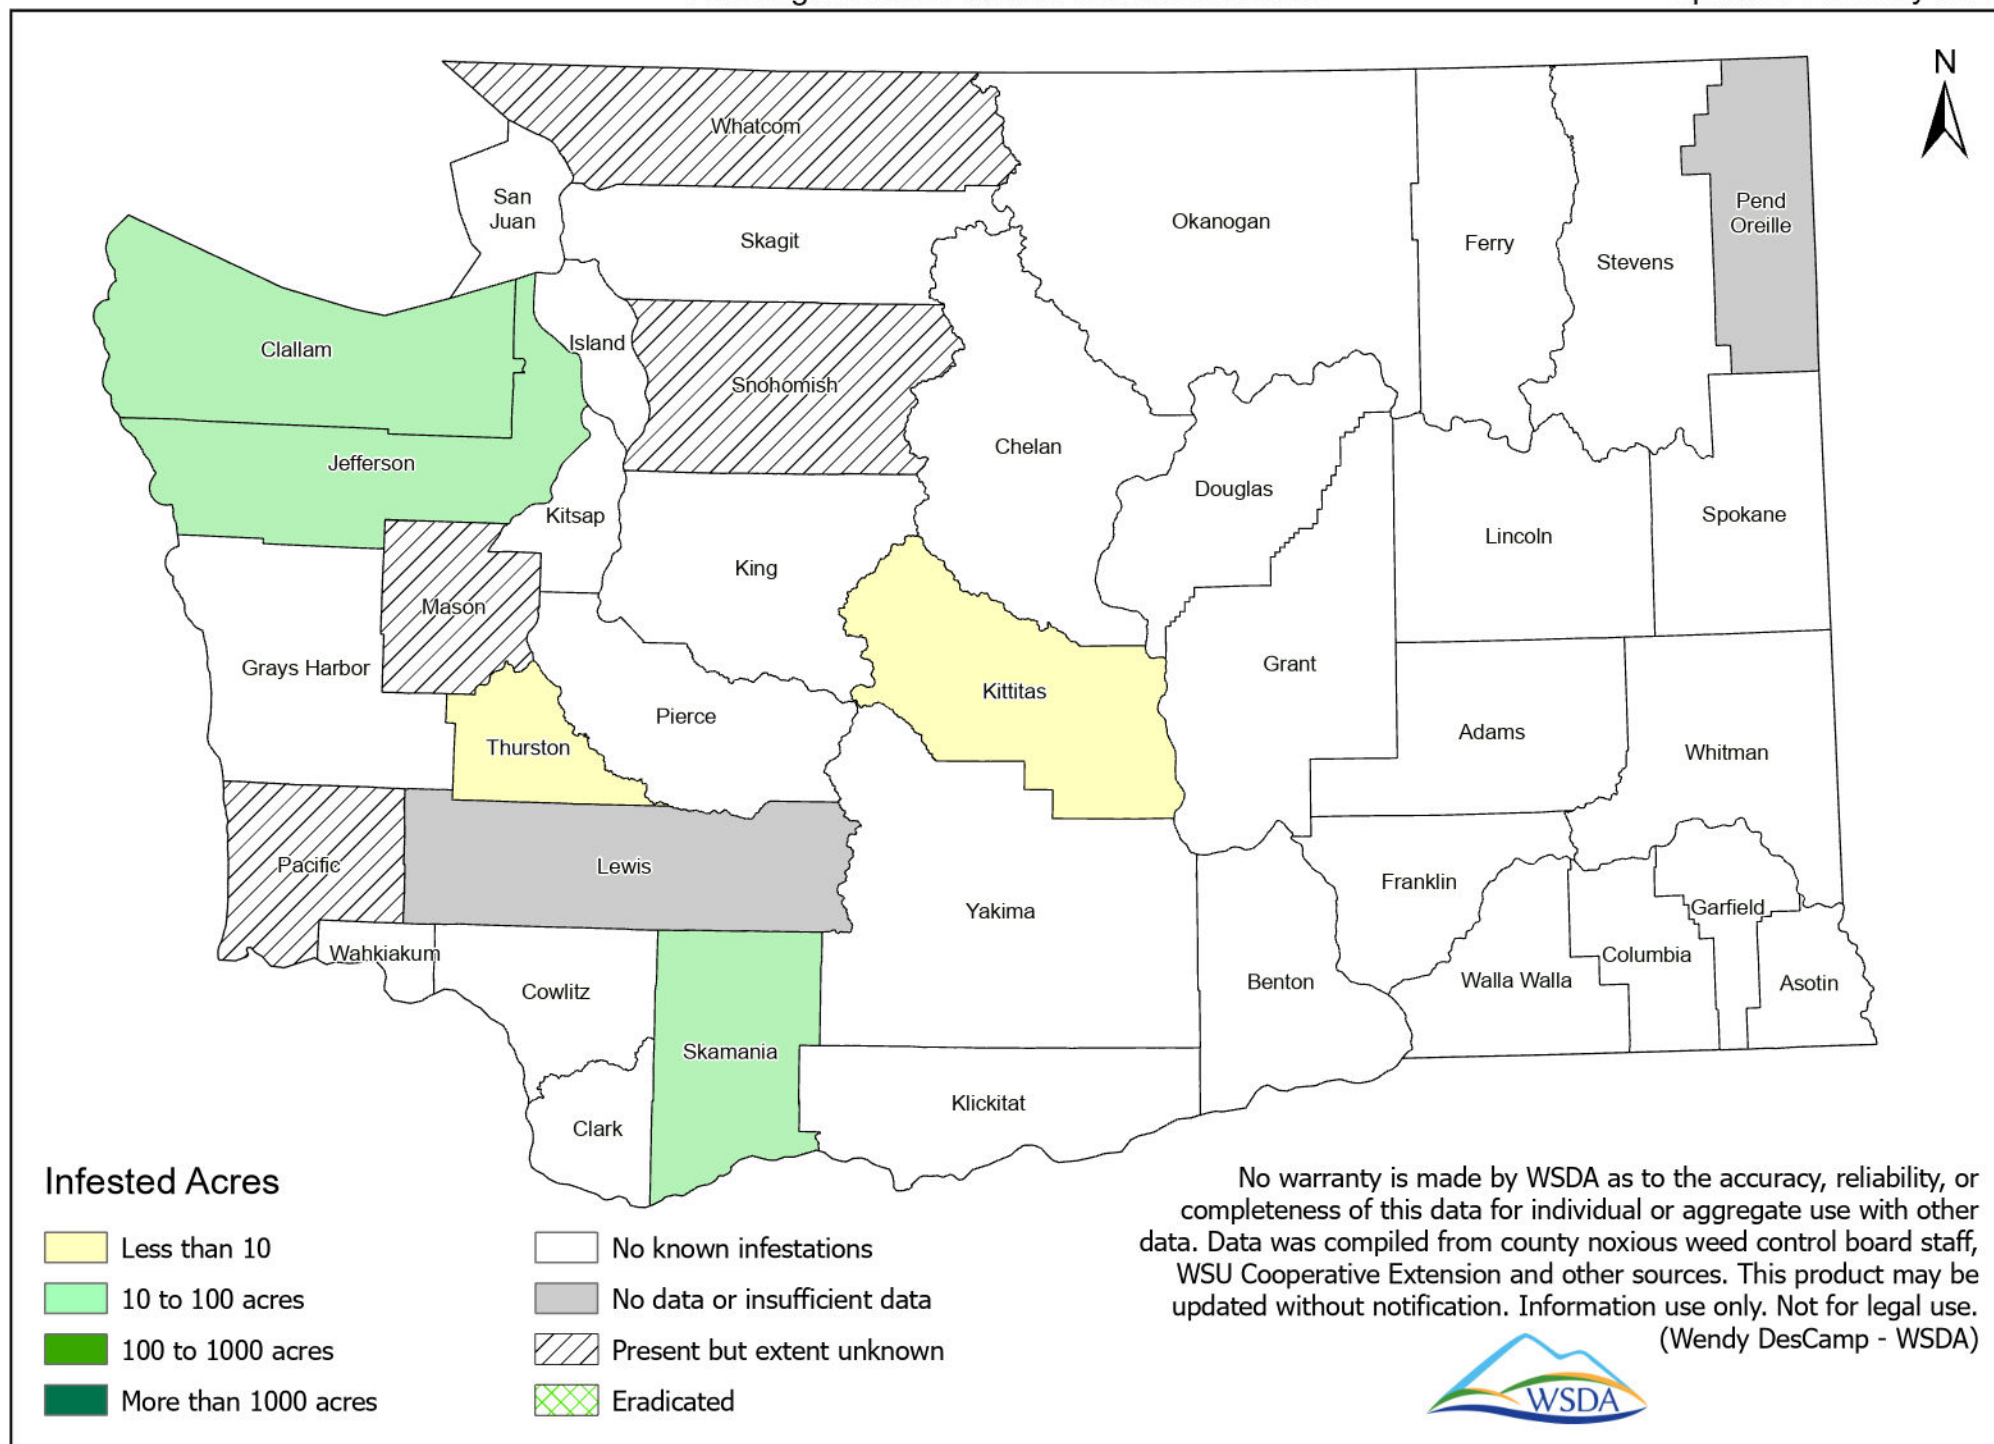 N
Whatcom
San
Juan
Skagit
Okanogan
Ferry
Stevens
Pend
Oreille
Clallam
Island
Snohomish
Chelan
Jefferson
Douglas
Kitsap
Lincoln
Spokane
King
Mason
Grays Harbor
Grant
Kittitas
Pierce
Thurston
Adams
Whitman
Pacific
Lewis
Yakima
Franklin
Garfield
Wahkiakum
Columbia
Cowlitz
Benton
Walla Walla
Asotin
Skamania
Klickitat
Clark
Infested Acres
Less than 10
10 to 100 acres
100 to 1000 acres
More than 1000 acres
No known infestations
No data or insufficient data
Present but extent unknown
Eradicated
No warranty is made by WSDA as to the accuracy, reliability, or
completeness of this data for individual or aggregate use with other
data. Data was compiled from county noxious weed control board staff,
WSU Cooperative Extension and other sources. This product may be
updated without notification. Information use only. Not for legal use.
(Wendy DesCamp - WSDA)
WSDA